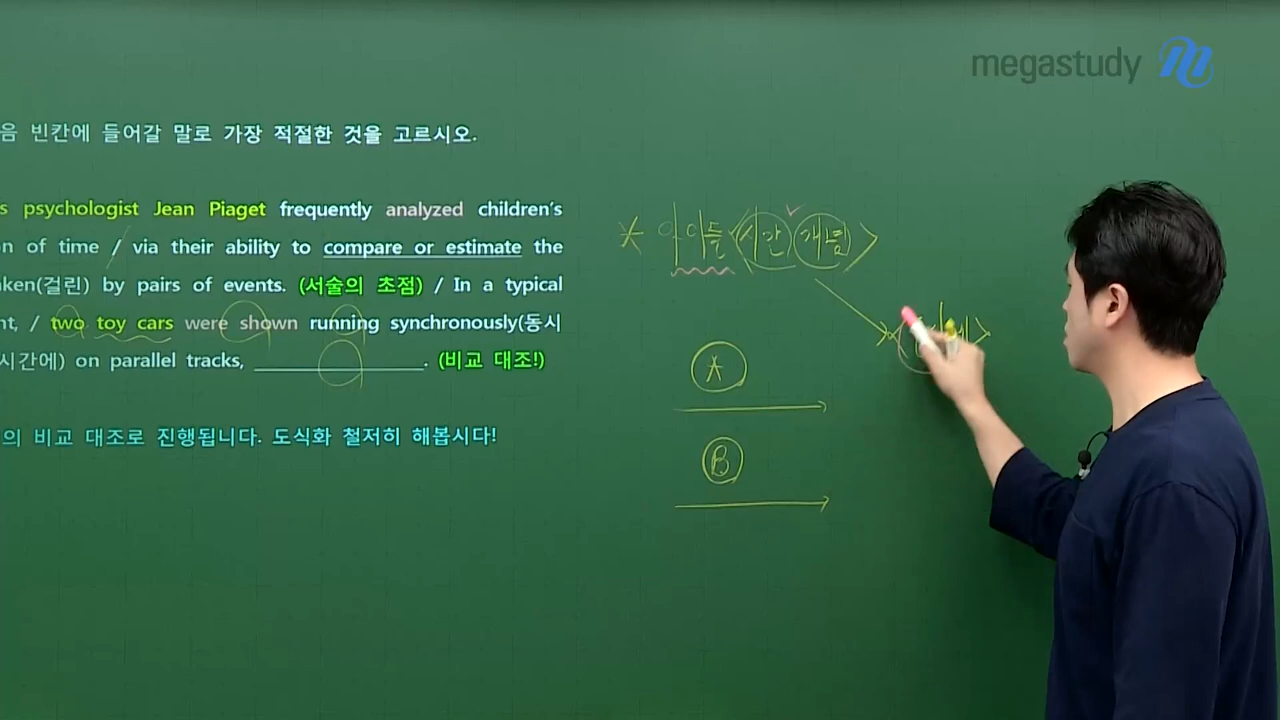 megastudy
음 빈칸에 들어갈 말로 가장 적절한 것을 고르시오.
s psychologist Jean Piaget frequently analyzed children's
on of time / via their ability to compare or estimate the
ken(걸린) by pairs of events. (서술의 초점) / In a typical
nt, / two toy cars were shown running synchronously(동시
시간에) on parallel tracks, ______________. (비교 대조!)
의 비교 대조로 진행됩니다. 도식화 철저히 해봅시다!
아이들 <시간 개념>
A
B